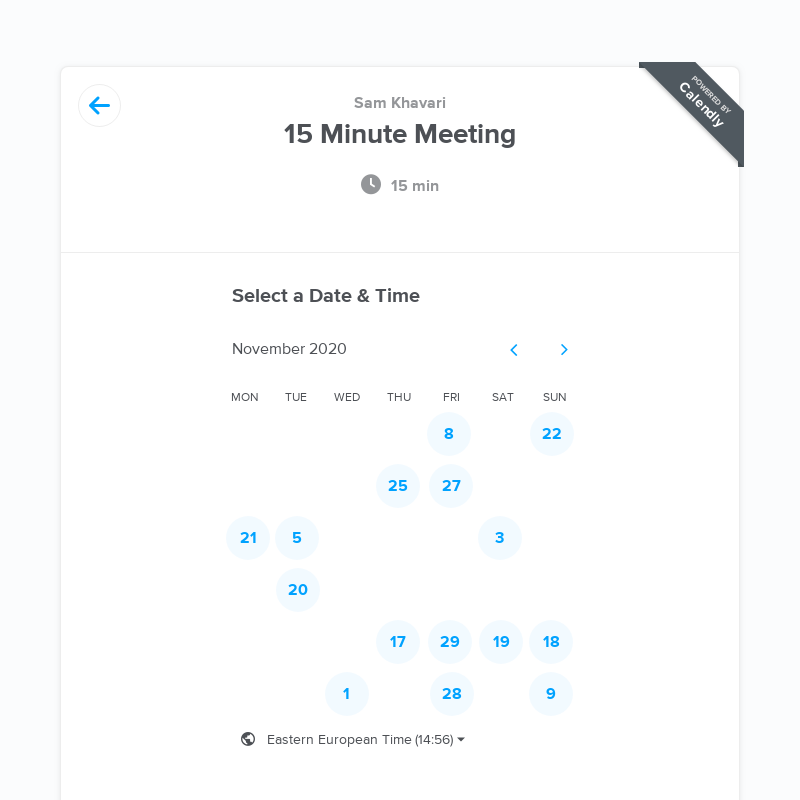 POWERED BY
Calendly
Sam Khavari
15 Minute Meeting
15 min
Select a Date & Time
November 2020
MON TUE WED THU FRI SAT SUN
8 22
25 27
21 5 3
20
17 29 19 18
1 28 9
Eastern European Time (14:56)